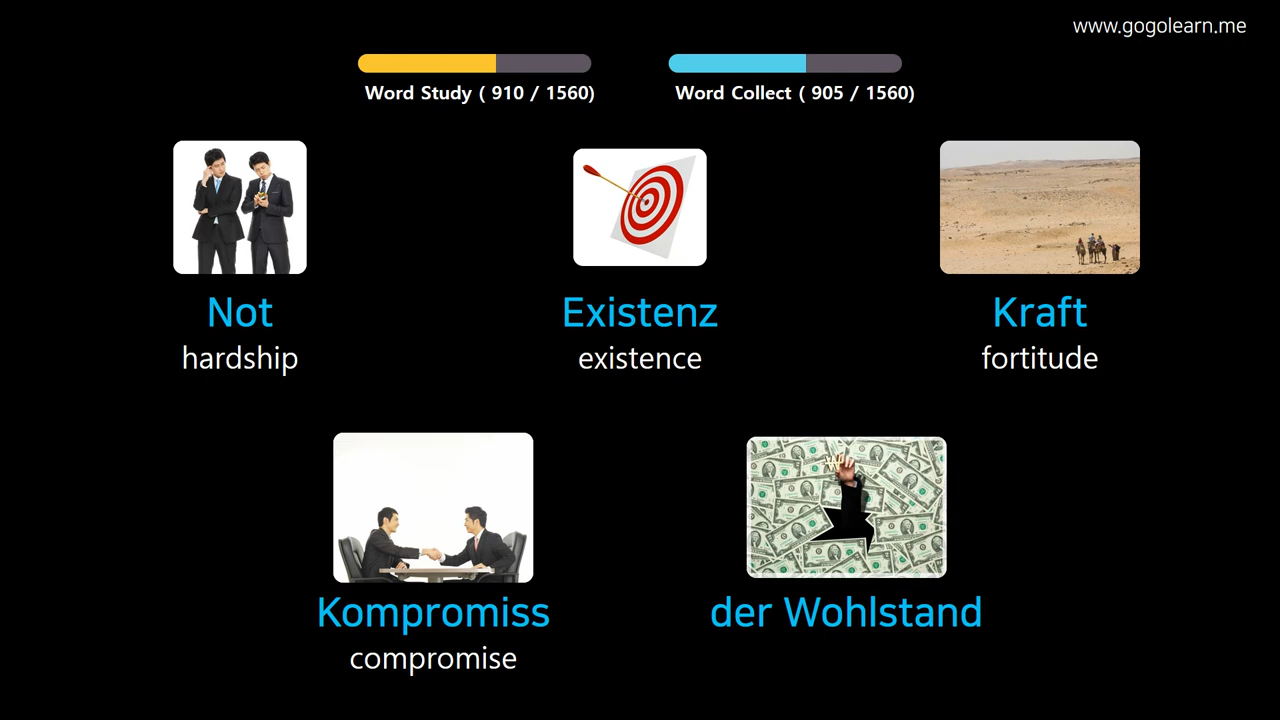 www.gogolearn.me
Word Study ( 910 / 1560)
Word Collect ( 905 / 1560)
Not
hardship
Existenz
existence
Kraft
fortitude
Kompromiss
compromise
der Wohlstand